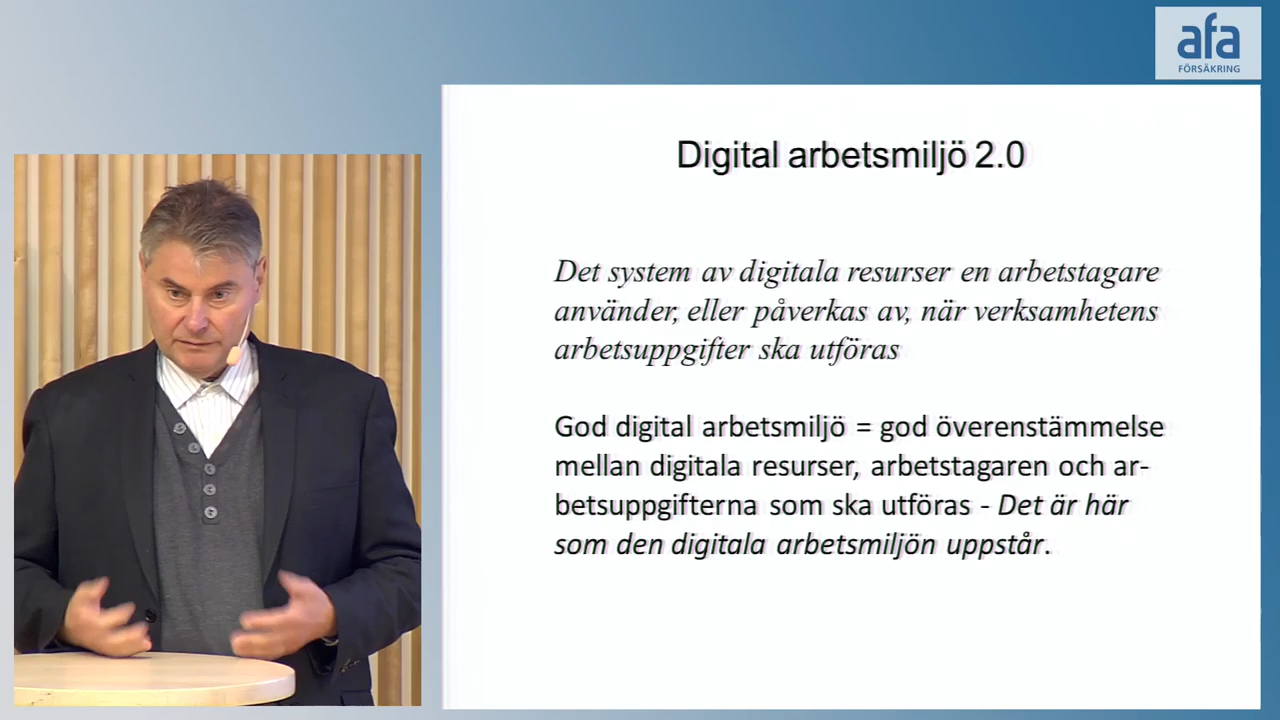 afa
FÖRSÄKRING
Digital arbetsmiljö 2.0
Det system av digitala resurser en arbetstagare
använder, eller påverkas av, när verksamhetens
arbetsuppgifter ska utföras
God digital arbetsmiljö = god överenstämmelse
mellan digitala resurser, arbetstagaren och ar-
betsuppgifterna som ska utföras - Det är här
som den digitala arbetsmiljön uppstår.